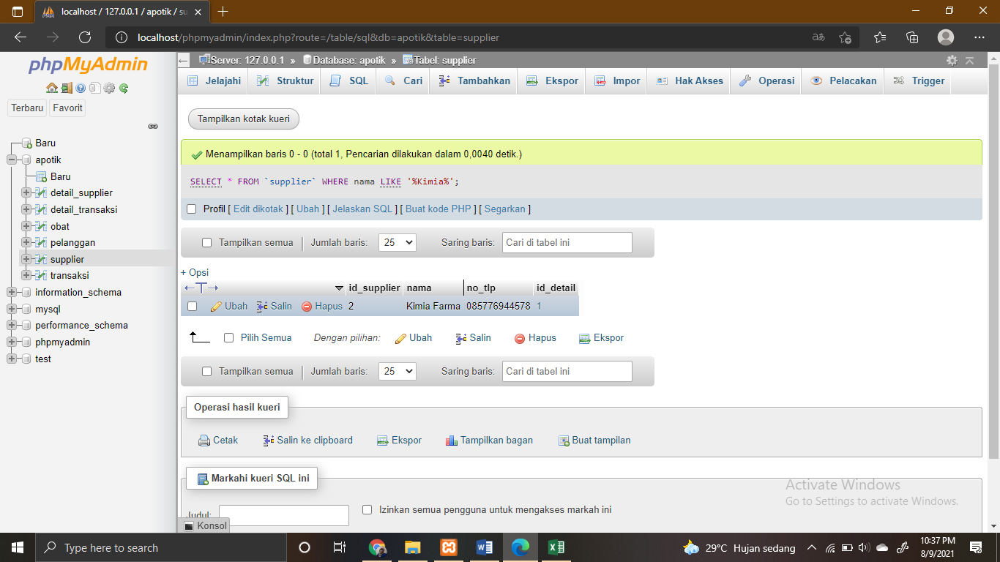 localhost / 127.0.0.1 / apotik / su
localhost/phpmyadmin/index.php?route=/table/sql&db=apotik&table=supplier
phpMyAdmin
Terbaru Favorit
Baru
apotik
Baru
detail_supplier
detail_transaksi
obat
pelanggan
supplier
transaksi
information_schema
mysql
performance_schema
phpmyadmin
test
Server: 127.0.0.1 » Database: apotik » Tabel: supplier
Jelajahi Struktur SQL Cari Tambahkan Ekspor Impor Hak Akses Operasi Pelacakan Trigger
Tampilkan kotak kueri
Menampilkan baris 0 - 0 (total 1, Pencarian dilakukan dalam 0,0040 detik.)
SELECT * FROM `supplier` WHERE nama LIKE '%Kimia%';
Profil [ Edit dikotak ] [ Ubah ] [ Jelaskan SQL ] [ Buat kode PHP ] [ Segarkan ]
Tampilkan semua | Jumlah baris: 25 Saring baris: Cari di tabel ini
+ Opsi
←T→ id_supplier nama no_tlp id_detail
Ubah Salin Hapus 2 Kimia Farma 085776944578 1
Pilih Semua Dengan pilihan: Ubah Salin Hapus Ekspor
Tampilkan semua | Jumlah baris: 25 Saring baris: Cari di tabel ini
Operasi hasil kueri
Cetak Salin ke clipboard Ekspor Tampilkan bagan Buat tampilan
Markahi kueri SQL ini
Judul: Izinkan semua pengguna untuk mengakses markah ini
Konsol
Activate Windows
Go to Settings to activate Windows.
Type here to search
29°C Hujan sedang
10:37 PM
8/9/2021